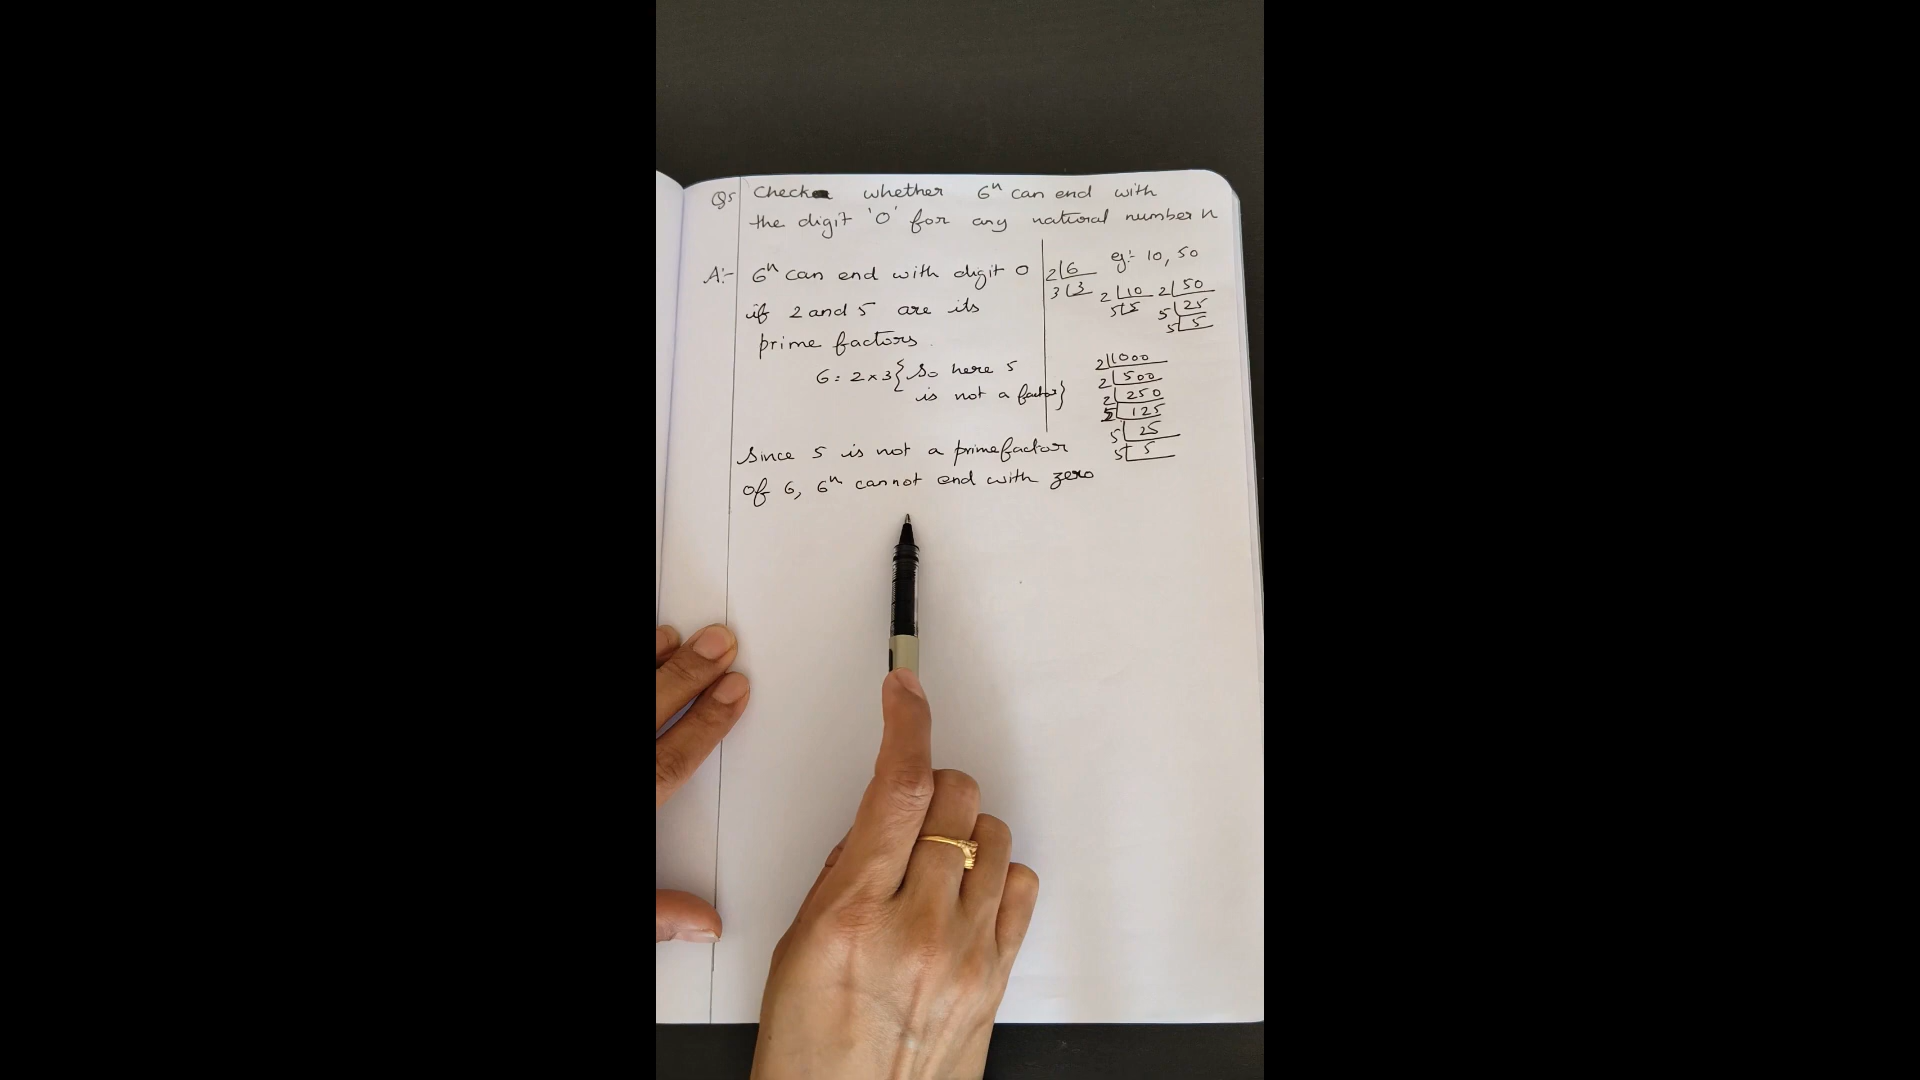 Q5 Check whether 6ⁿ can end with
the digit '0' for any natural number n
A:- 6ⁿ can end with digit 0
if 2 and 5 are its
prime factors.
6 = 2 x 3 { So here 5
is not a factor }
Since 5 is not a prime factor
of 6, 6ⁿ cannot end with zero
eg:- 10, 50
2 6
3 3
2 10
5 5
2 50
5 25
5 5
2 1000
2 500
2 250
5 125
5 25
5 5